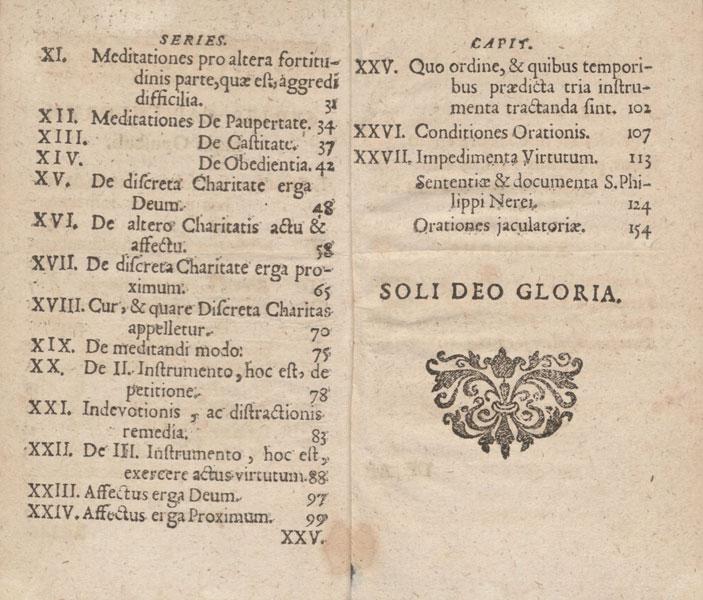 SERIES.
XI. Meditationes pro altera fortitu-
dinis parte, quæ est, aggredi
difficilia. 31
XII. Meditationes De Paupertate. 34
XIII. De Castitate. 37
XIV. De Obedientia. 42
XV. De discreta Charitate erga
Deum. 48
XVI. De altero Charitatis actu &
affectu. 58
XVII. De discreta Charitate erga pro-
ximum. 65
XVIII. Cur, & quare Discreta Charitas
appelletur. 70
XIX. De meditandi modo. 75
XX. De II. Instrumento, hoc est, de
petitione. 78
XXI. Indevotionis, ac distractionis
remedia. 83
XXII. De III. Instrumento, hoc est,
exercere actus virtutum. 88
XXIII. Affectus erga Deum. 97
XXIV. Affectus erga Proximum. 99
XXV.
CAPIT.
XXV. Quo ordine, & quibus tempori-
bus prædicta tria instru-
menta tractanda sint. 102
XXVI. Conditiones Orationis. 107
XXVII. Impedimenta Virtutum. 113
Sententiæ & documenta S. Phi-
lippi Nerei. 124
Orationes jaculatoriæ. 154
SOLI DEO GLORIA.